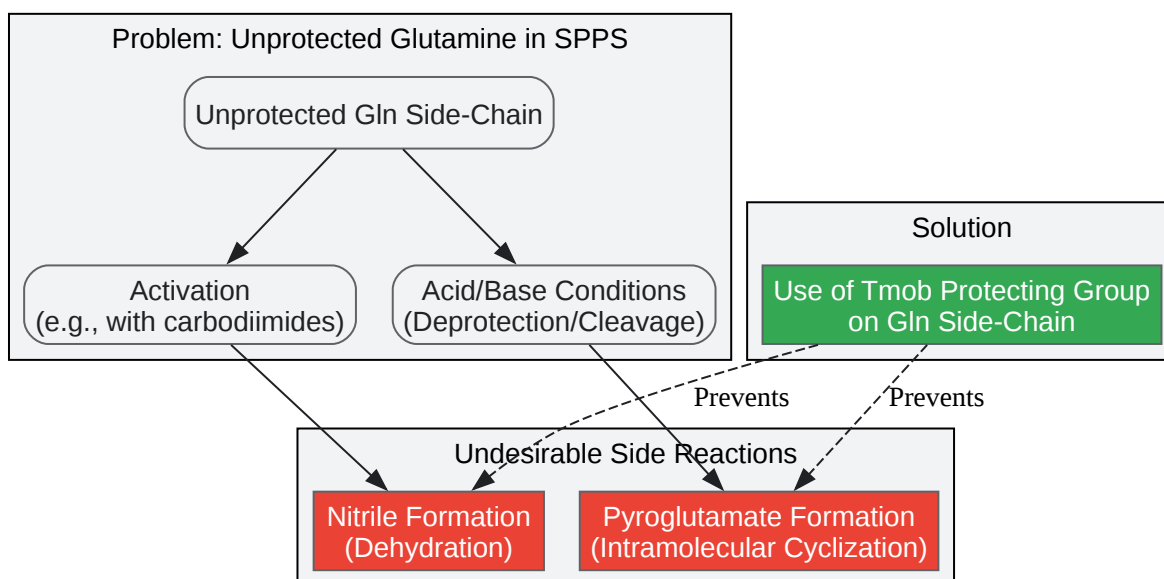 Problem: Unprotected Glutamine in SPPS
Unprotected Gln Side-Chain
Activation
(e.g., with carbodiimides)
Acid/Base Conditions
(Deprotection/Cleavage)
Solution
Use of Tmob Protecting Group
on Gln Side-Chain
Prevents
Prevents
Undesirable Side Reactions
Nitrile Formation
(Dehydration)
Pyroglutamate Formation
(Intramolecular Cyclization)